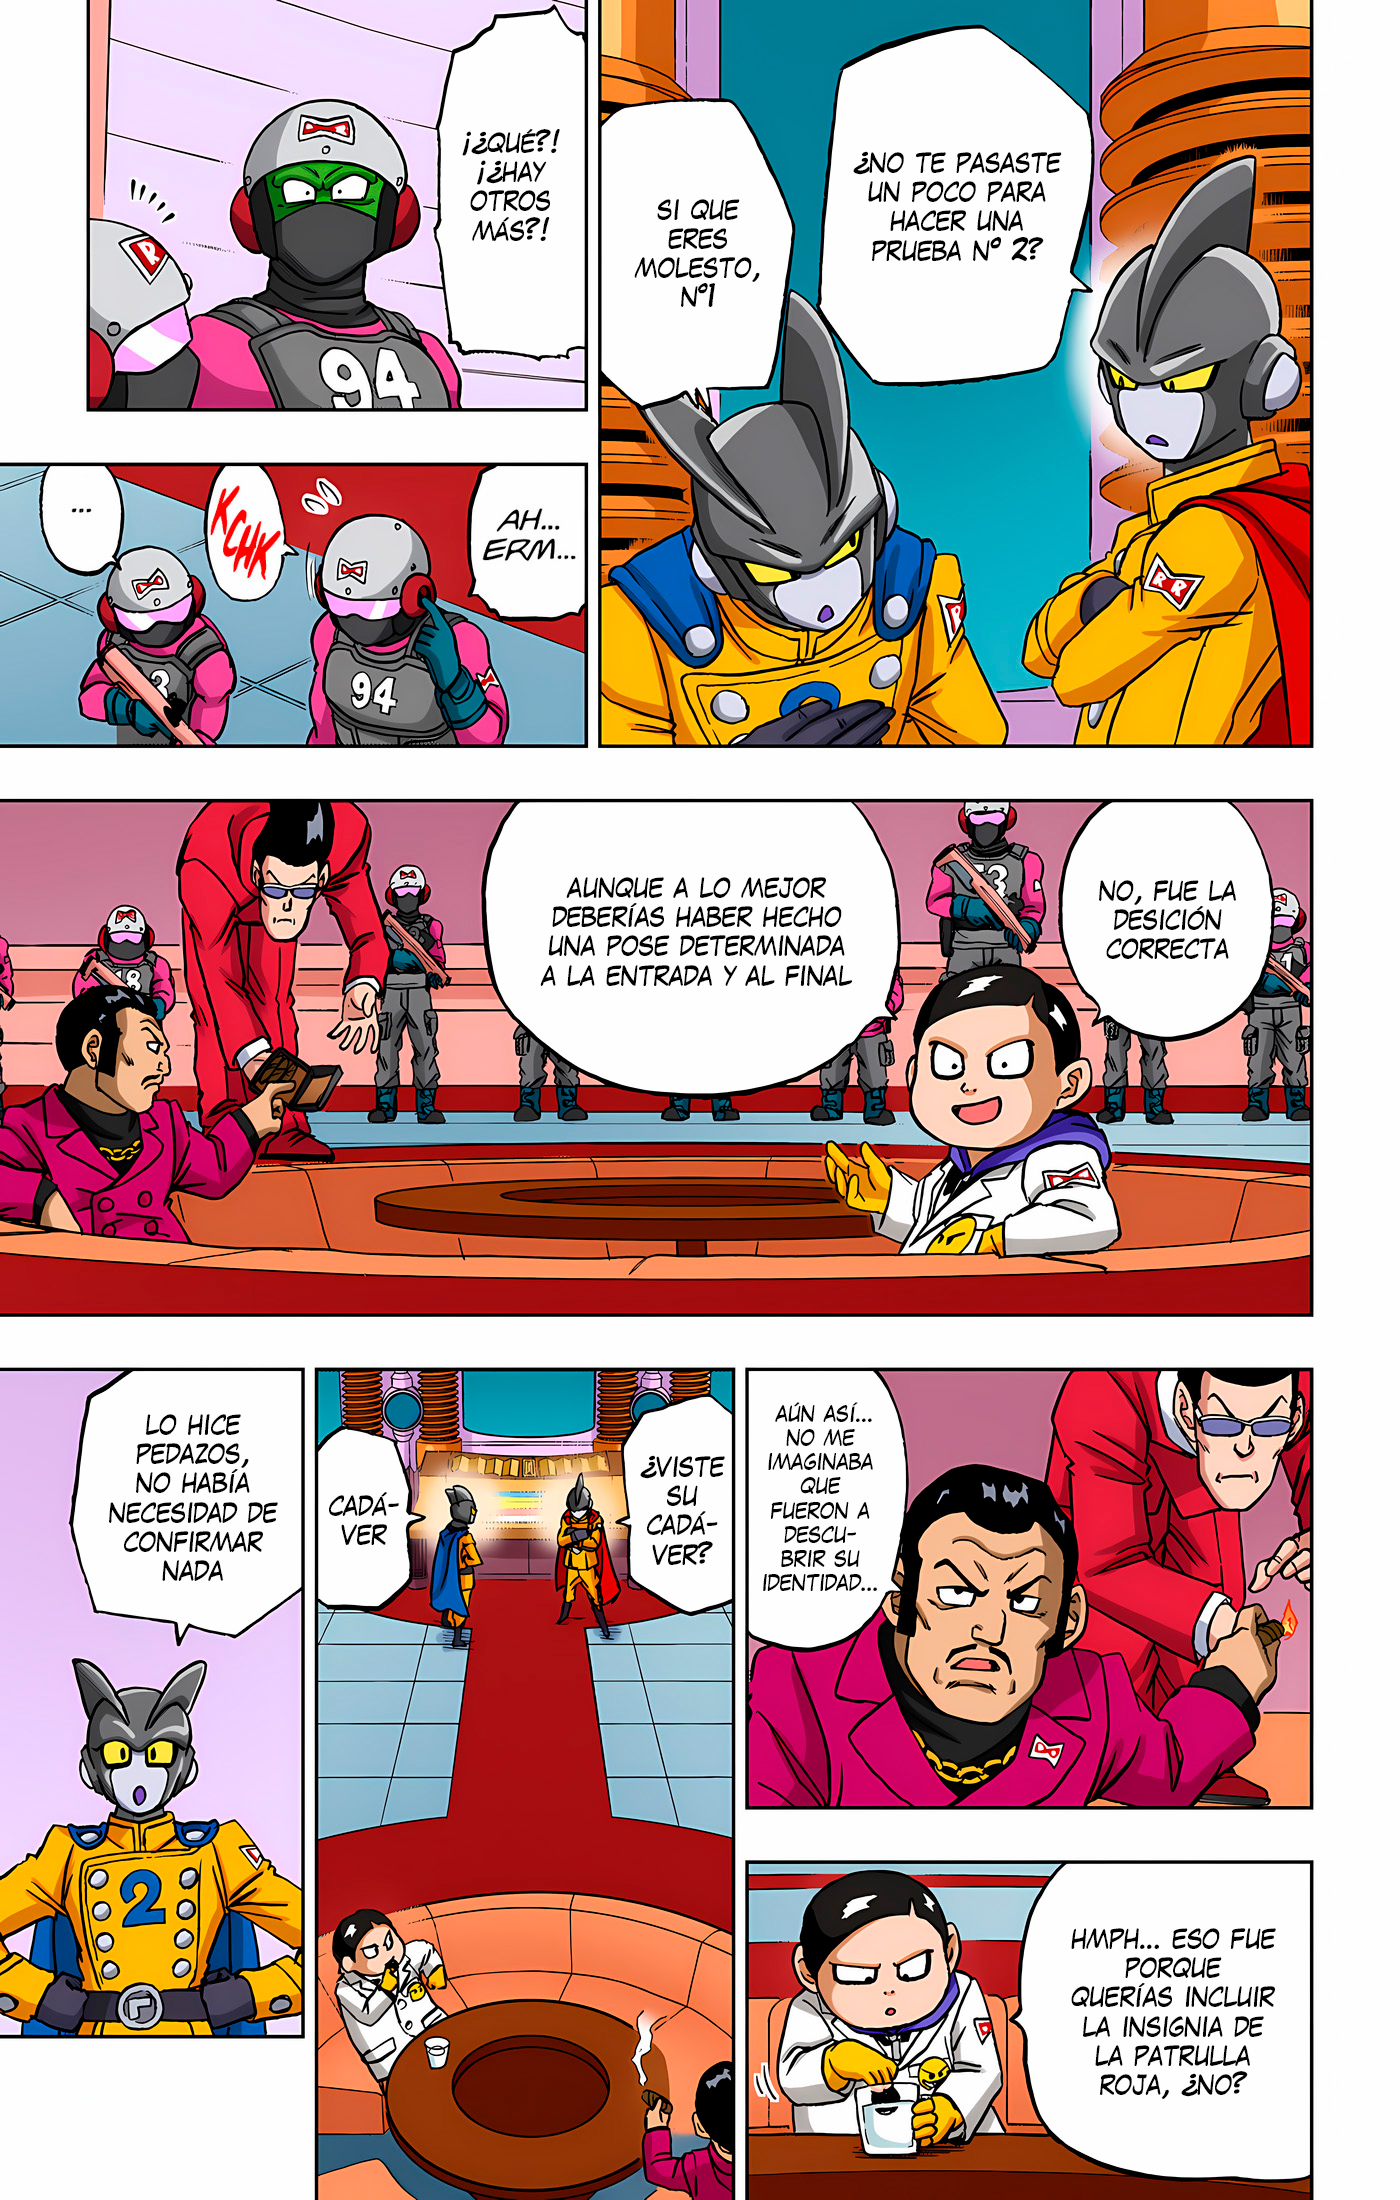 ¿NO TE PASASTE
UN POCO PARA
HACER UNA
PRUEBA Nº 2?
SI QUE
ERES
MOLESTO,
Nº1
¡¿QUÉ?!
¡¿HAY
OTROS
MÁS?!
R
94
RR
R
2
AH...
ERM...
KCHK
...
94
3
NO, FUE LA
DESICIÓN
CORRECTA
AUNQUE A LO MEJOR
DEBERÍAS HABER HECHO
UNA POSE DETERMINADA
A LA ENTRADA Y AL FINAL
AÚN ASÍ...
NO ME
IMAGINABA
QUE
FUERON A
DESCU-
BRIR SU
IDENTIDAD...
HMPH... ESO FUE
PORQUE
QUERÍAS INCLUIR
LA INSIGNIA DE
LA PATRULLA
ROJA, ¿NO?
¿VISTE
SU
CADÁ-
VER?
CADÁ-
VER
LO HICE
PEDAZOS,
NO HABÍA
NECESIDAD DE
CONFIRMAR
NADA
2